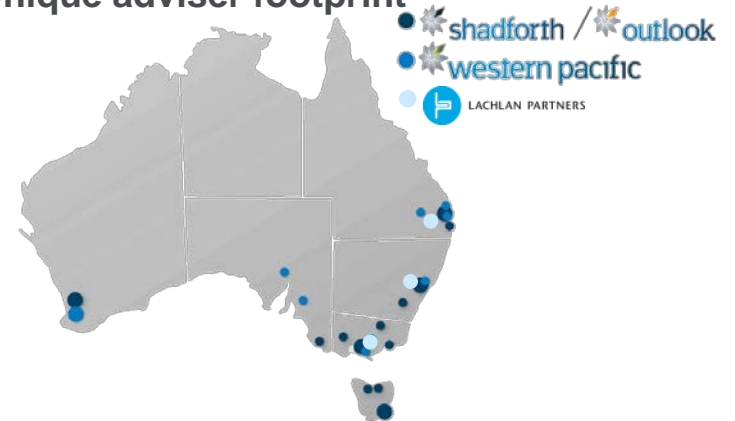 nique adviser footprint
shadforth / outlook
western pacific
LACHLAN PARTNERS